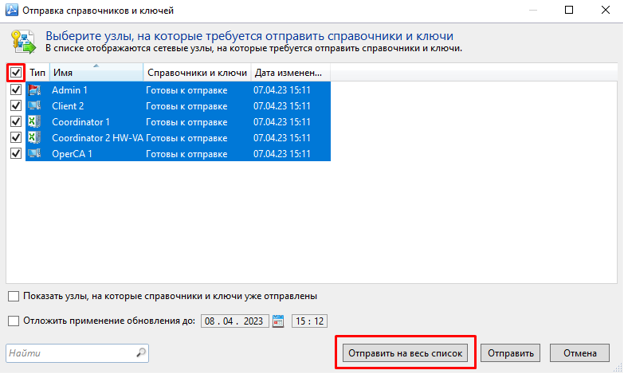 Отправка справочников и ключей
Выберите узлы, на которые требуется отправить справочники и ключи
В списке отображаются сетевые узлы, на которые требуется отправить справочники и ключи.
Тип Имя Справочники и ключи Дата изменен...
Admin 1 Готовы к отправке 07.04.23 15:11
Client 2 Готовы к отправке 07.04.23 15:11
Coordinator 1 Готовы к отправке 07.04.23 15:11
Coordinator 2 HW-VA Готовы к отправке 07.04.23 15:11
OperCA 1 Готовы к отправке 07.04.23 15:11
Показать узлы, на которые справочники и ключи уже отправлены
Отложить применение обновления до: 08 . 04 . 2023 15 : 12
Найти Отправить на весь список Отправить Отмена